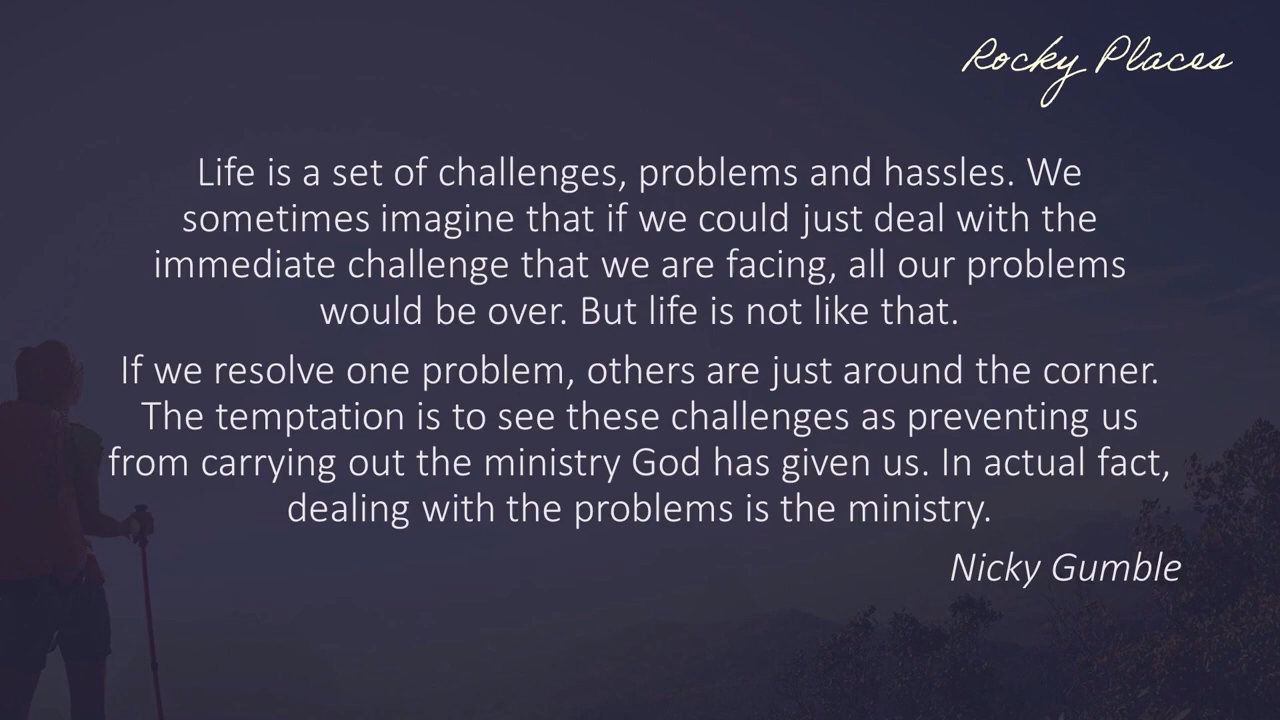 Rocky Places
Life is a set of challenges, problems and hassles. We
sometimes imagine that if we could just deal with the
immediate challenge that we are facing, all our problems
would be over. But life is not like that.
If we resolve one problem, others are just around the corner.
The temptation is to see these challenges as preventing us
from carrying out the ministry God has given us. In actual fact,
dealing with the problems is the ministry.
Nicky Gumble